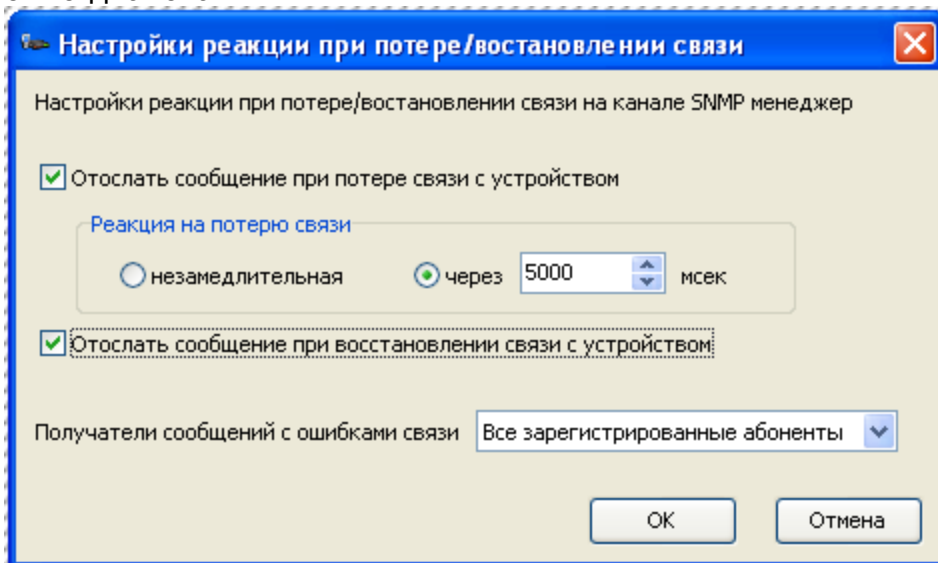 Настройки реакции при потере/востановлении связи
Настройки реакции при потере/востановлении связи на канале SNMP менеджер
Отослать сообщение при потере связи с устройством
Реакция на потерю связи
незамедлительная через 5000 мсек
Отослать сообщение при восстановлении связи с устройством
Получатели сообщений с ошибками связи Все зарегистрированные абоненты
ОК Отмена